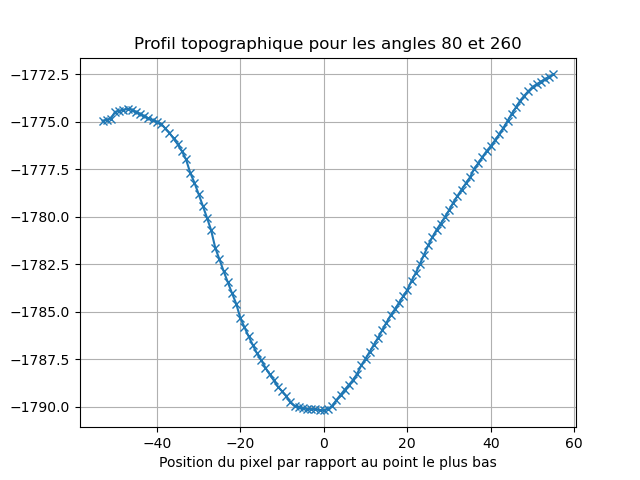 Profil topographique pour les angles 80 et 260
−1772.5
−1775.0
−1777.5
−1780.0
−1782.5
−1785.0
−1787.5
−1790.0
−40 −20 0 20 40 60
Position du pixel par rapport au point le plus bas